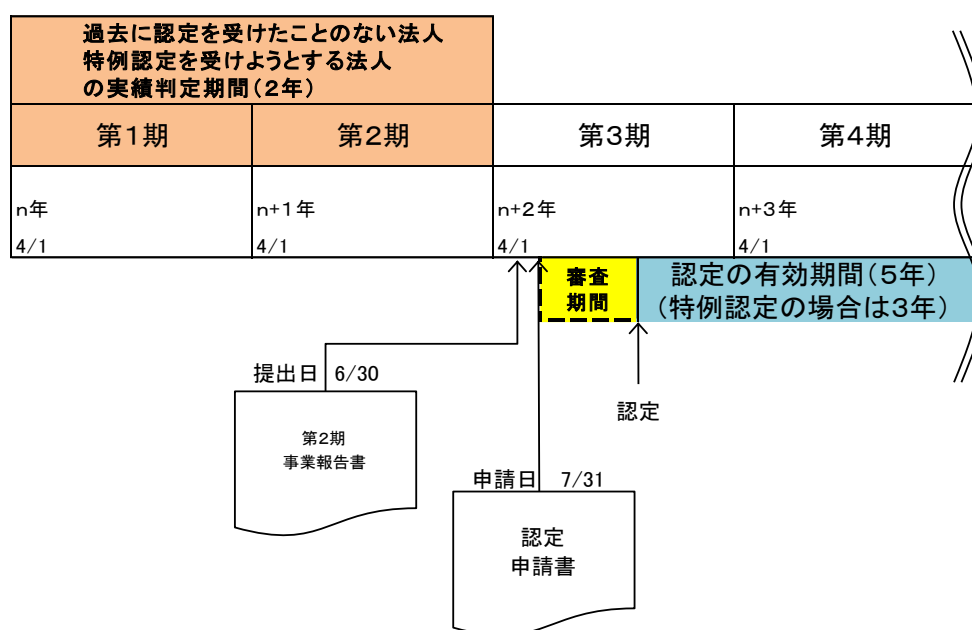 過去に認定を受けたことのない法人
特例認定を受けようとする法人
の実績判定期間(2年)
第1期
第2期
第3期
第4期
n年
4/1
n+1年
4/1
n+2年
4/1
n+3年
4/1
審査
期間
認定の有効期間(5年)
(特例認定の場合は3年)
提出日 6/30
認定
第2期
事業報告書
申請日 7/31
認定
申請書